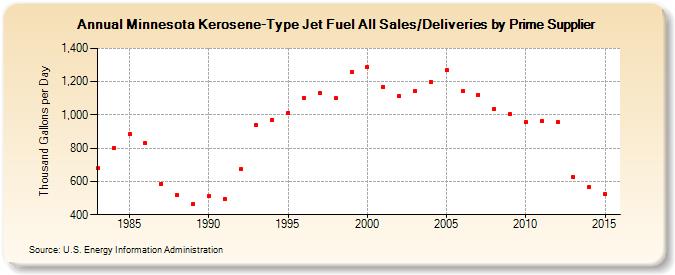 Annual Minnesota Kerosene-Type Jet Fuel All Sales/Deliveries by Prime Supplier
Thousand Gallons per Day
1,400
1,200
1,000
800
600
400
1985 1990 1995 2000 2005 2010 2015
Source: U.S. Energy Information Administration